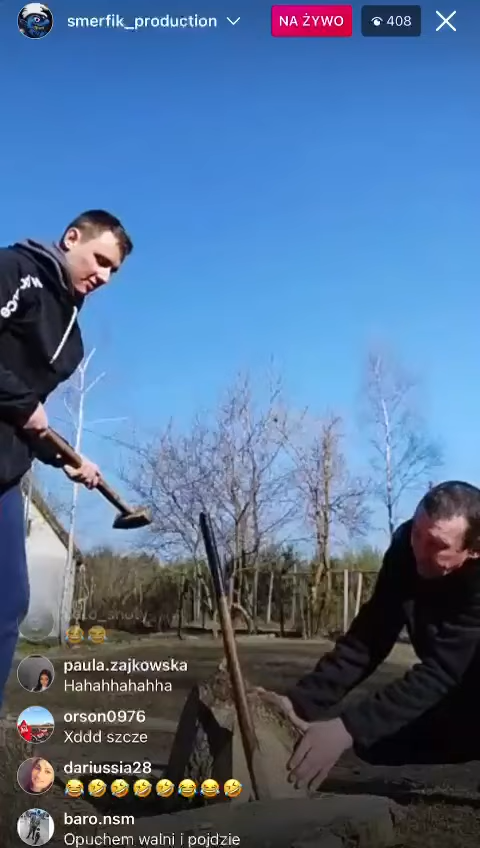 smerfik_production
NA ŻYWO
408
😂😂
paula.zajkowska
Hahahhahahha
orson0976
Xddd szcze
dariussia28
😂🤣🤣🤣🤣😂😂🤣
baro.nsm
Opuchem walni i pojdzie